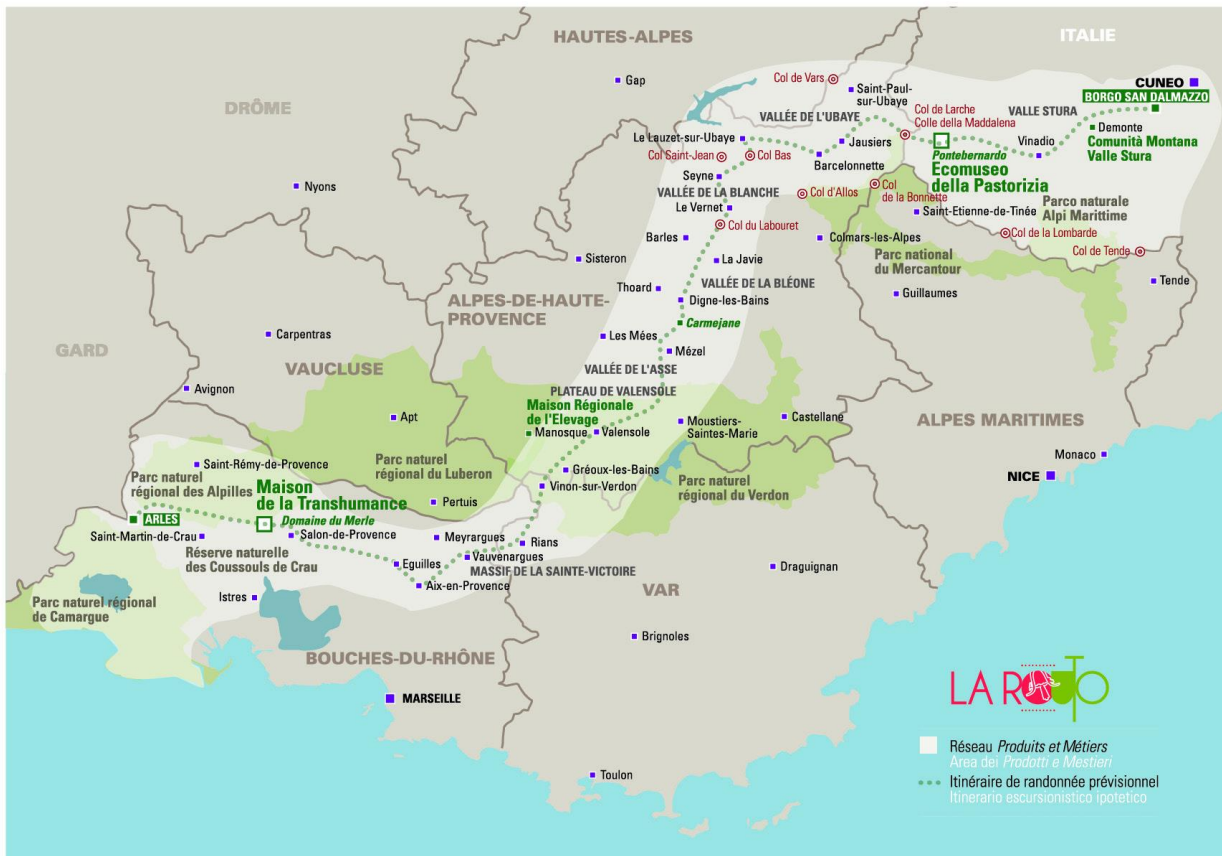 HAUTES-ALPES
ITALIE
Gap
Col de Vars
Saint-Paul-
sur-Ubaye
CUNEO
BORGO SAN DALMAZZO
DRÔME
VALLÉE DE L'UBAYE
Col de Larche
Colle della Maddalena
VALLE STURA
Demonte
Comunità Montana
Valle Stura
Le Lauzet-sur-Ubaye
Jausiers
Vinadio
Col Saint-Jean
Col Bas
Barcelonnette
Pontebernardo
Ecomuseo
della Pastorizia
Nyons
Seyne
VALLÉE DE LA BLANCHE
Col d'Allos
Col
de la Bonnette
Le Vernet
Saint-Etienne-de-Tinée
Parco naturale
Alpi Marittime
Col du Labouret
Col de la Lombarde
Barles
Colmars-les-Alpes
Col de Tende
Sisteron
La Javie
Parc national
du Mercantour
Thoard
VALLÉE DE LA BLÉONE
Tende
Guillaumes
ALPES-DE-HAUTE-
PROVENCE
Digne-les-Bains
Carmejane
Carpentras
Les Mées
GARD
Mézel
VAUCLUSE
VALLÉE DE L'ASSE
Avignon
PLATEAU DE VALENSOLE
Maison Régionale
de l'Elevage
Apt
Manosque
Valensole
Moustiers-
Saintes-Marie
Castellane
ALPES MARITIMES
Saint-Rémy-de-Provence
Parc naturel
régional du Luberon
Gréoux-les-Bains
Monaco
Parc naturel
régional des Alpilles
Maison
de la Transhumance
Vinon-sur-Verdon
Parc naturel
régional du Verdon
NICE
Pertuis
ARLES
Domaine du Merle
Saint-Martin-de-Crau
Salon-de-Provence
Meyrargues
Rians
Réserve naturelle
des Coussouls de Crau
Vauvenargues
Eguilles
MASSIF DE LA SAINTE-VICTOIRE
Aix-en-Provence
Draguignan
Parc naturel régional
de Camargue
Istres
VAR
Brignoles
BOUCHES-DU-RHÔNE
MARSEILLE
LA ROUTO
Toulon
Réseau Produits et Métiers
Area dei Prodotti e Mestieri
Itinéraire de randonnée prévisionnel
Itinerario escursionistico ipotetico